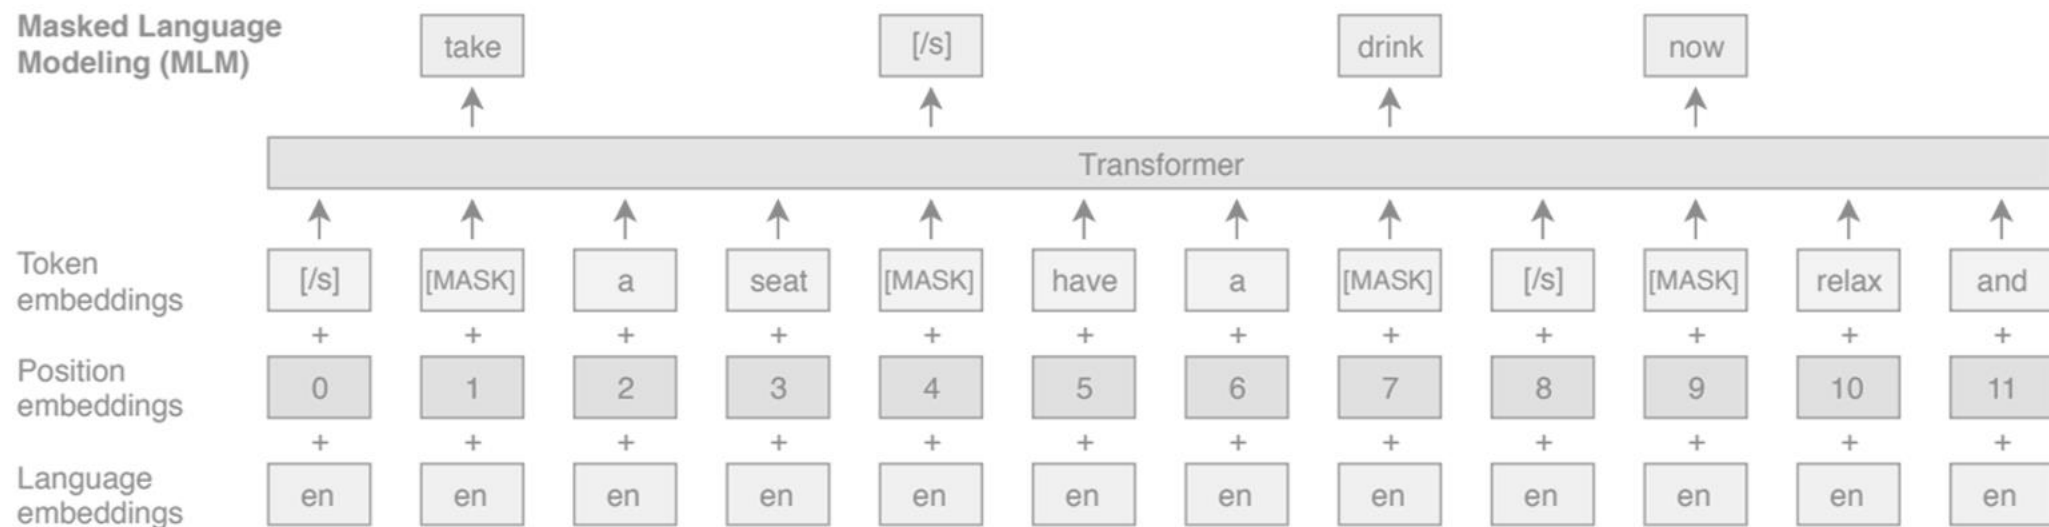 Masked Language
Modeling (MLM)
take [/s] drink now
Transformer
Token
embeddings
[/s] [MASK] a seat [MASK] have a [MASK] [/s] [MASK] relax and
+ + + + + + + + + + + +
Position
embeddings
0 1 2 3 4 5 6 7 8 9 10 11
+ + + + + + + + + + + +
Language
embeddings
en en en en en en en en en en en en